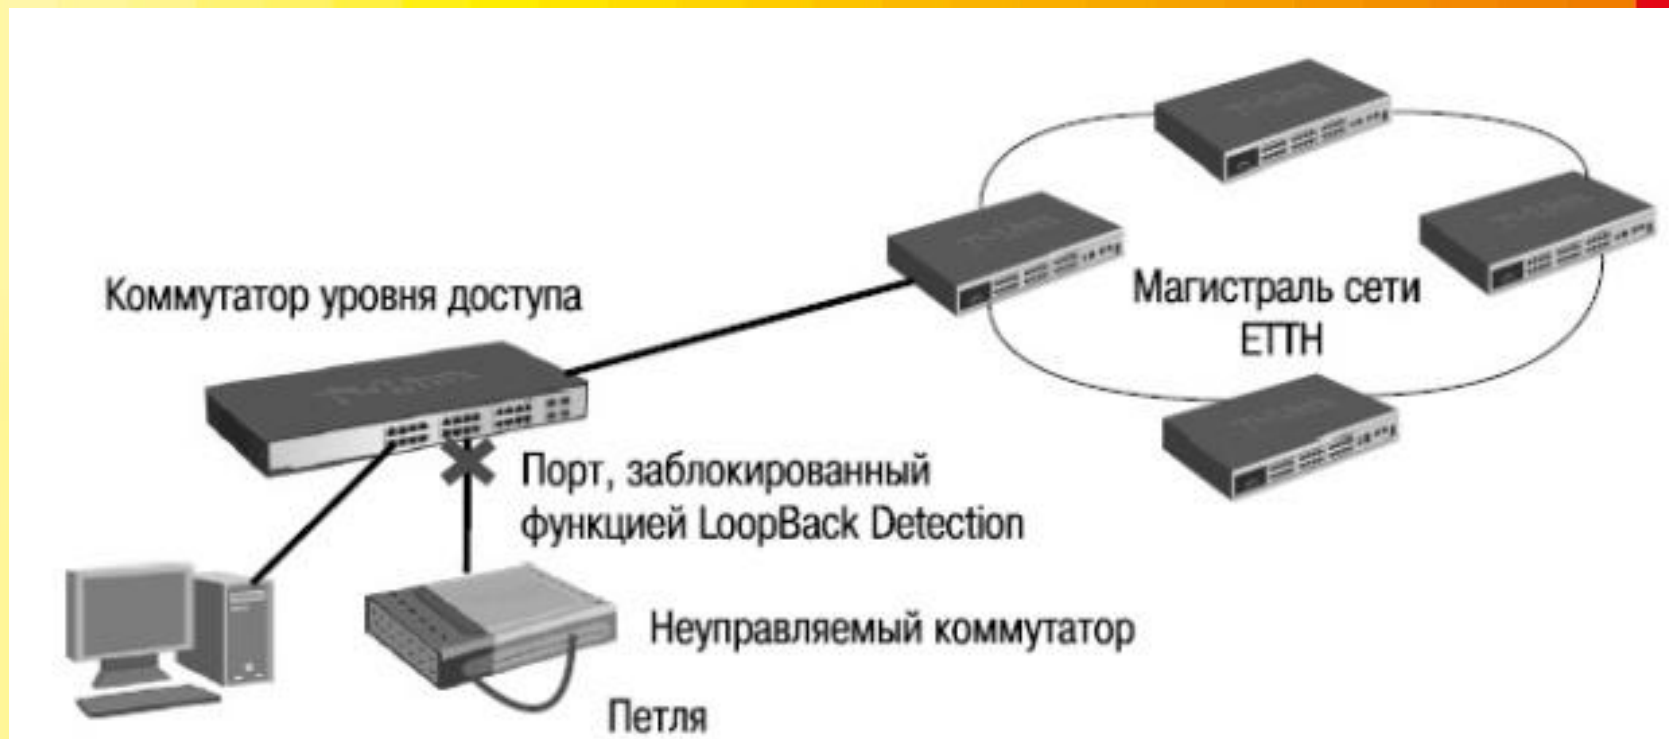 Коммутатор уровня доступа
Магистраль сети
ETTH
Порт, заблокированный
функцией LoopBack Detection
Неуправляемый коммутатор
Петля